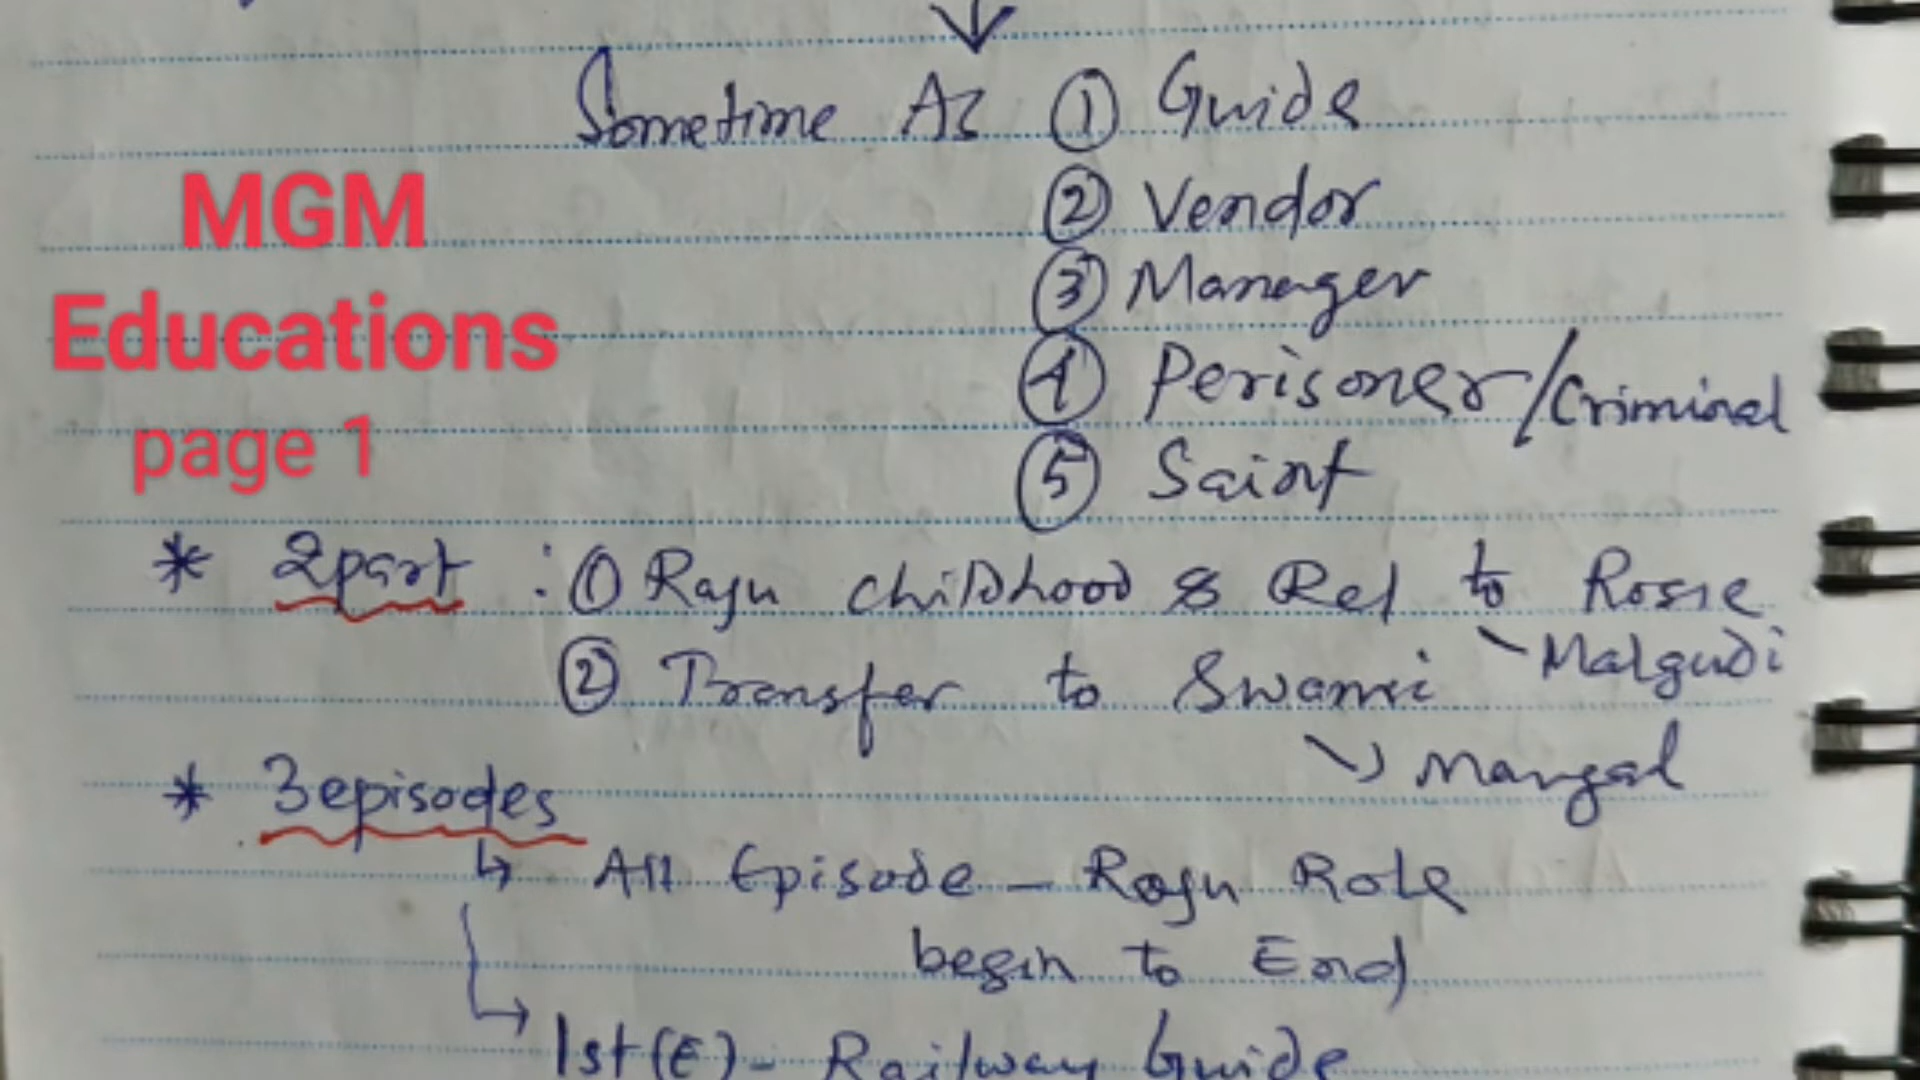 Sometime As ① Guide
② Vendor
③ Manager
④ Perisoner/Criminal
⑤ Saint
MGM
Educations
page 1
* 2part : ① Raju childhood & Rel to Rosie
- Malgudi
② Transfer to Swami
↘ Mangal
* 3 episodes
↳ All Episode - Raju Role
begin to End
↳ 1st (E) - Railway Guide